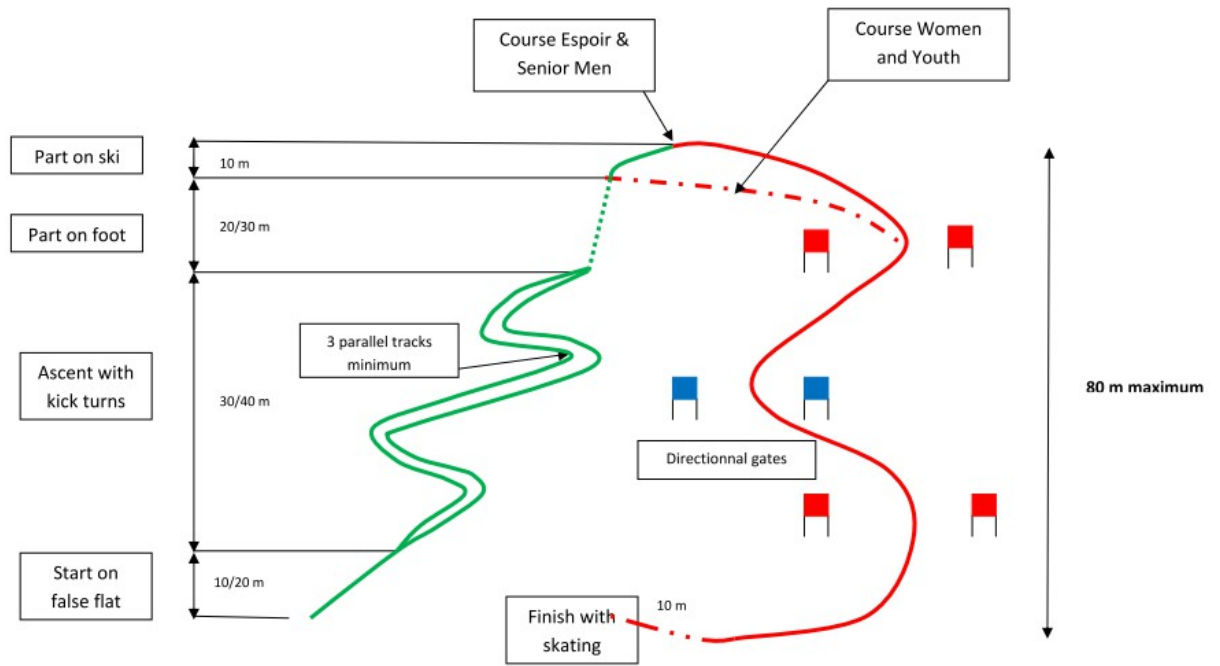 Course Espoir &
Senior Men
Course Women
and Youth
Part on ski
10 m
Part on foot
20/30 m
3 parallel tracks
minimum
Ascent with
kick turns
30/40 m
80 m maximum
Directionnal gates
Start on
false flat
10/20 m
Finish with
skating
10 m